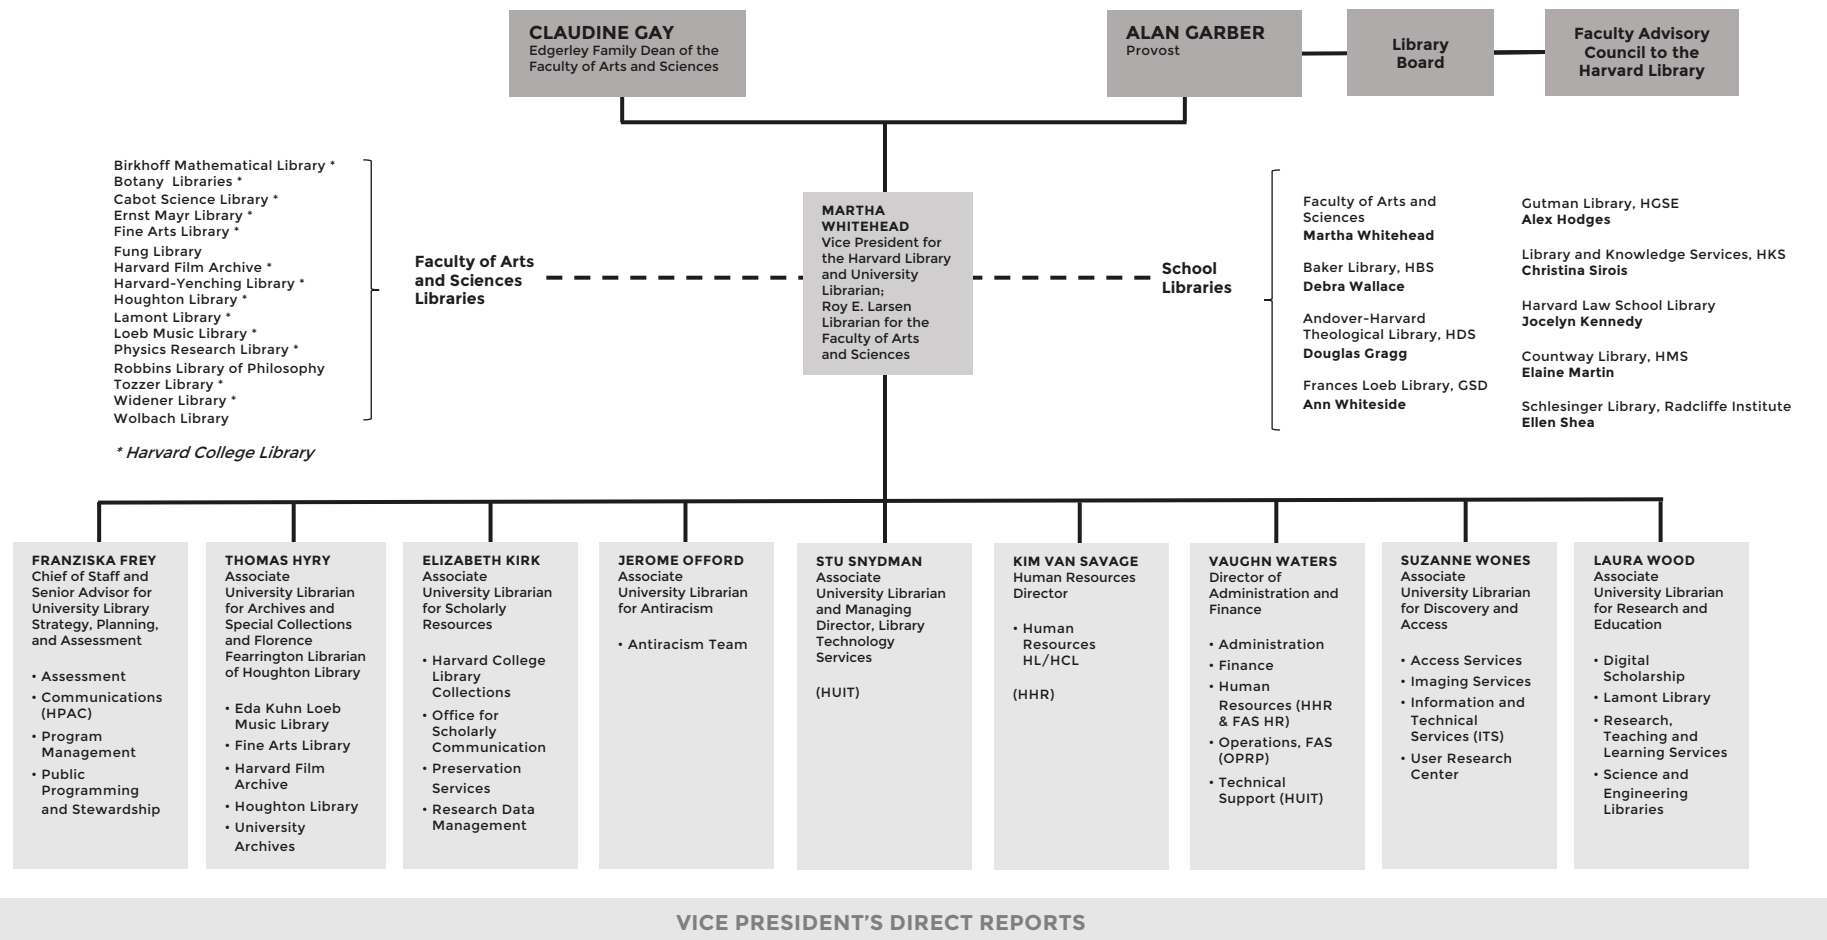 CLAUDINE GAY
Edgerley Family Dean of the
Faculty of Arts and Sciences
ALAN GARBER
Provost
Library
Board
Faculty Advisory
Council to the
Harvard Library
Birkhoff Mathematical Library *
Botany Libraries *
Cabot Science Library *
Ernst Mayr Library *
Fine Arts Library *
Fung Library
Harvard Film Archive *
Harvard-Yenching Library *
Houghton Library *
Lamont Library *
Loeb Music Library *
Physics Research Library *
Robbins Library of Philosophy
Tozzer Library *
Widener Library *
Wolbach Library
* Harvard College Library
Faculty of Arts
and Sciences
Libraries
MARTHA
WHITEHEAD
Vice President for
the Harvard Library
and University
Librarian;
Roy E. Larsen
Librarian for the
Faculty of Arts
and Sciences
School
Libraries
Faculty of Arts and
Sciences
Martha Whitehead
Baker Library, HBS
Debra Wallace
Andover-Harvard
Theological Library, HDS
Douglas Gragg
Frances Loeb Library, GSD
Ann Whiteside
Gutman Library, HGSE
Alex Hodges
Library and Knowledge Services, HKS
Christina Sirois
Harvard Law School Library
Jocelyn Kennedy
Countway Library, HMS
Elaine Martin
Schlesinger Library, Radcliffe Institute
Ellen Shea
FRANZISKA FREY
Chief of Staff and
Senior Advisor for
University Library
Strategy, Planning,
and Assessment
• Assessment
• Communications
(HPAC)
• Program
Management
• Public
Programming
and Stewardship
THOMAS HYRY
Associate
University Librarian
for Archives and
Special Collections
and Florence
Fearrington Librarian
of Houghton Library
• Eda Kuhn Loeb
Music Library
• Fine Arts Library
• Harvard Film
Archive
• Houghton Library
• University
Archives
ELIZABETH KIRK
Associate
University Librarian
for Scholarly
Resources
• Harvard College
Library
Collections
• Office for
Scholarly
Communication
• Preservation
Services
• Research Data
Management
JEROME OFFORD
Associate
University Librarian
for Antiracism
• Antiracism Team
STU SNYDMAN
Associate
University Librarian
and Managing
Director, Library
Technology
Services
(HUIT)
KIM VAN SAVAGE
Human Resources
Director
• Human
Resources
HL/HCL
(HHR)
VAUGHN WATERS
Director of
Administration and
Finance
• Administration
• Finance
• Human
Resources (HHR
& FAS HR)
• Operations, FAS
(OPRP)
• Technical
Support (HUIT)
SUZANNE WONES
Associate
University Librarian
for Discovery and
Access
• Access Services
• Imaging Services
• Information and
Technical
Services (ITS)
• User Research
Center
LAURA WOOD
Associate
University Librarian
for Research and
Education
• Digital
Scholarship
• Lamont Library
• Research,
Teaching and
Learning Services
• Science and
Engineering
Libraries
VICE PRESIDENT'S DIRECT REPORTS